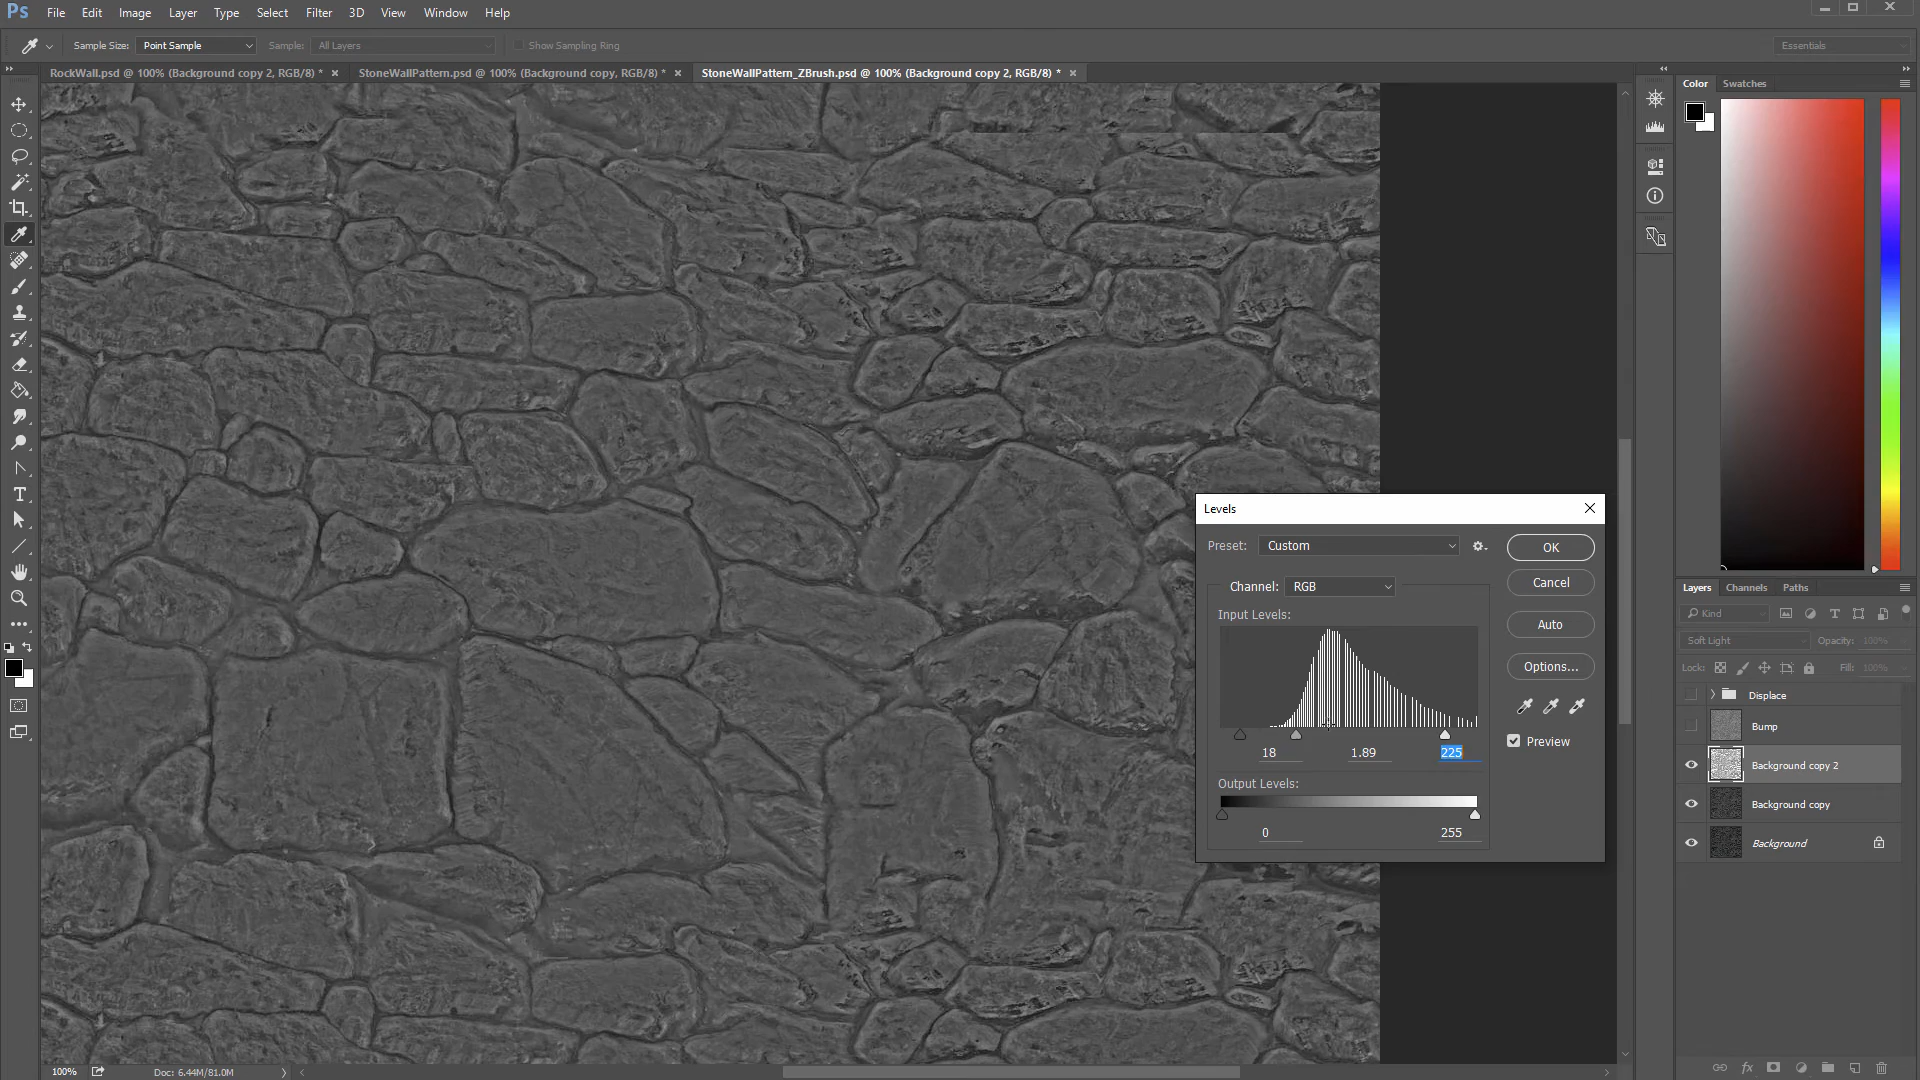 Ps File Edit Image Layer Type Select Filter 3D View Window Help
Sample Size: Point Sample Sample: All Layers Show Sampling Ring Essentials
RockWall.psd @ 100% (Background copy 2, RGB/8) * × StoneWallPattern.psd @ 100% (Background copy, RGB/8) * × StoneWallPattern_ZBrush.psd @ 100% (Background copy 2, RGB/8) * ×
Color Swatches
Levels
Preset: Custom
OK
Channel: RGB
Cancel
Input Levels:
Auto
Options...
Preview
18 1.89 225
Output Levels:
0 255
Layers Channels Paths
Kind
Soft Light Opacity: 100%
Lock: Fill: 100%
Displace
Bump
Background copy 2
Background copy
Background
100% Doc: 6.44M/81.0M